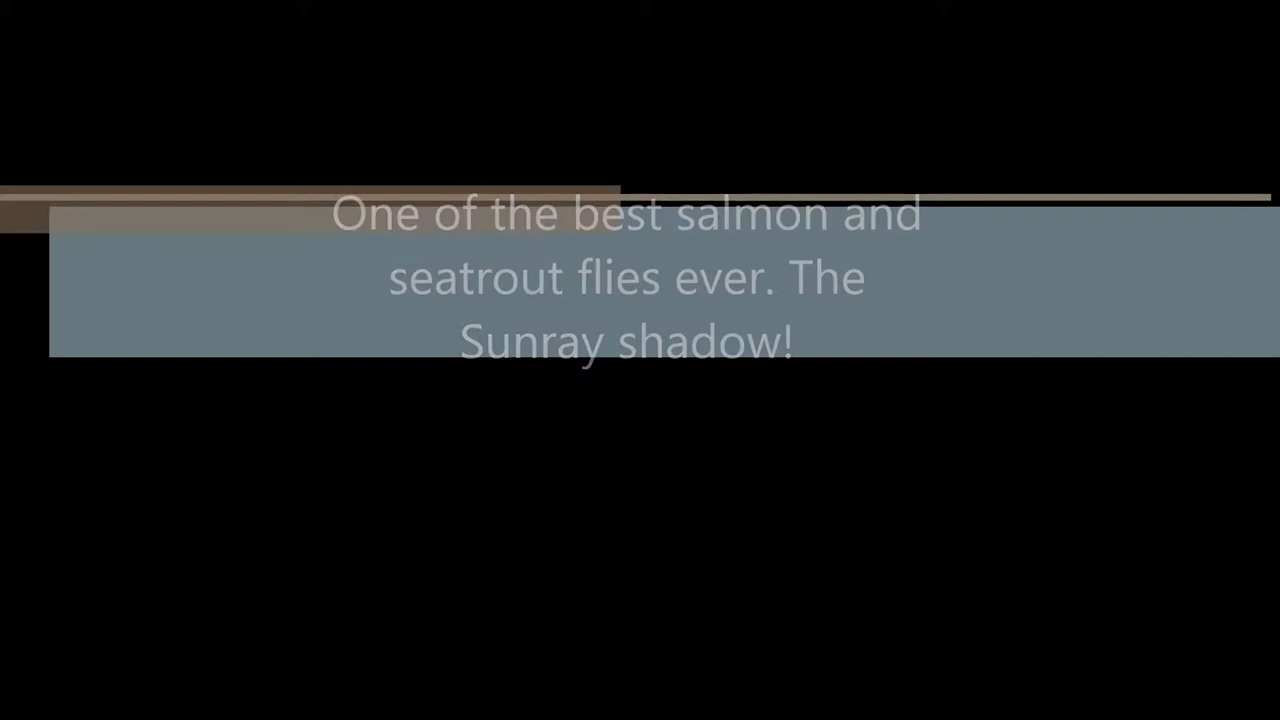 One of the best salmon and
seatrout flies ever. The
Sunray shadow!